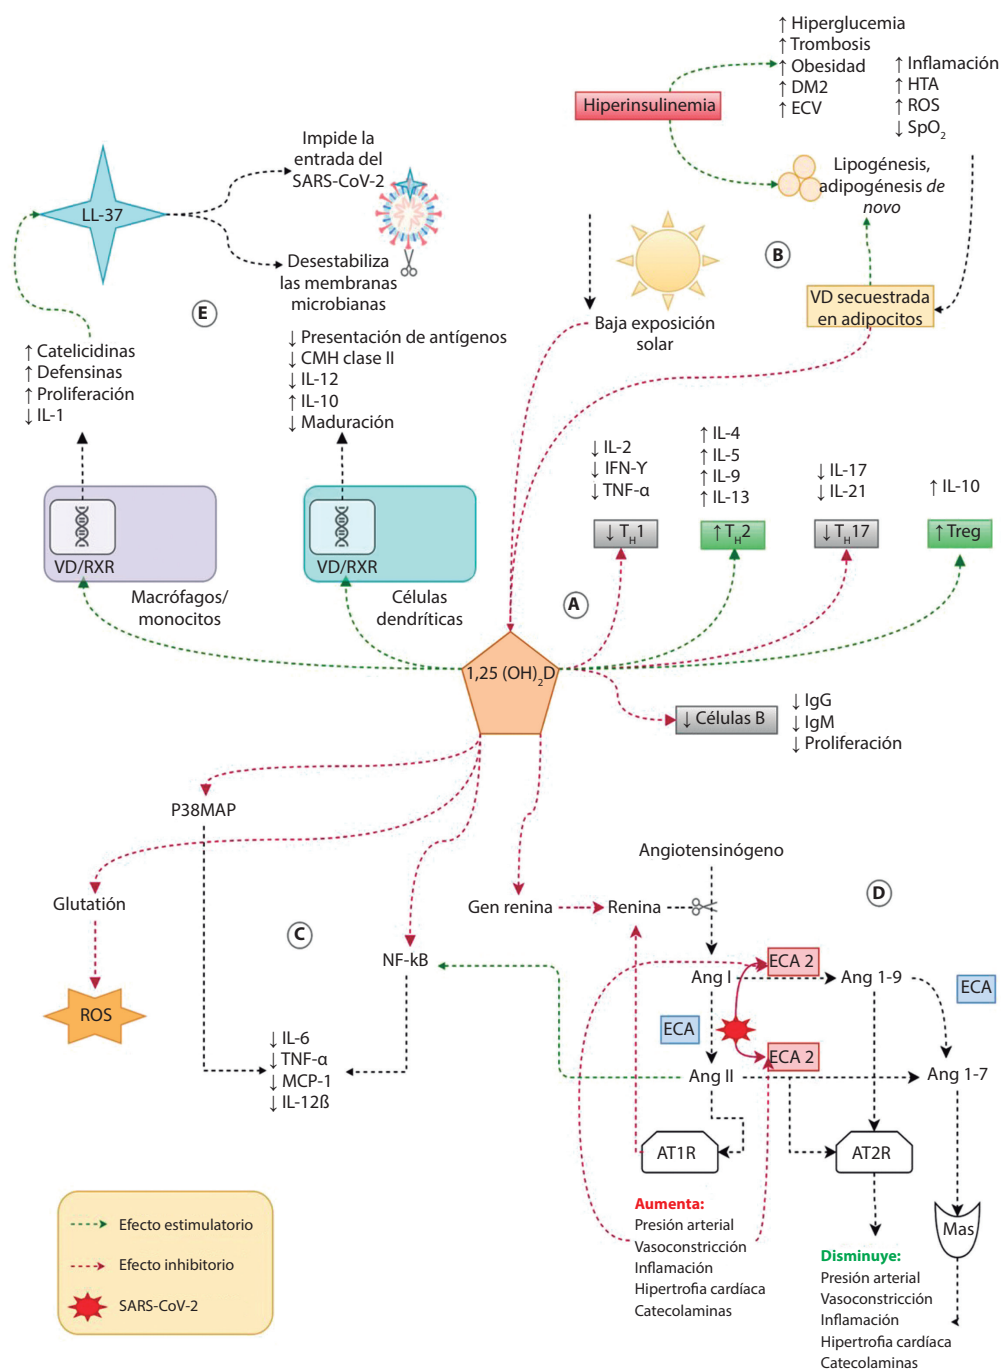 ↑ Hiperglucemia
↑ Trombosis
↑ Obesidad
↑ DM2
↑ ECV
↑ Inflamación
↑ HTA
↑ ROS
↓ SpO2
Hiperinsulinemia
Lipogénesis,
adipogénesis de
novo
B
VD secuestrada
en adipocitos
Baja exposición
solar
Impide la
entrada del
SARS-CoV-2
LL-37
Desestabiliza
las membranas
microbianas
E
↑ Catelicidinas
↑ Defensinas
↑ Proliferación
↓ IL-1
↓ Presentación de antígenos
↓ CMH clase II
↓ IL-12
↑ IL-10
↓ Maduración
VD/RXR
Macrófagos/
monocitos
VD/RXR
Células
dendríticas
↓ IL-2
↓ IFN-Y
↓ TNF-α
↓ TH1
↑ IL-4
↑ IL-5
↑ IL-9
↑ IL-13
↑ TH2
↓ IL-17
↓ IL-21
↓ TH17
↑ IL-10
↑ Treg
A
1,25 (OH)2D
↓ Células B
↓ IgG
↓ IgM
↓ Proliferación
P38MAP
Glutatión
ROS
C
NF-kB
↓ IL-6
↓ TNF-α
↓ MCP-1
↓ IL-12ß
Angiotensinógeno
D
Gen renina
Renina
Ang I
ECA 2
Ang 1-9
ECA
ECA
ECA 2
Ang II
Ang 1-7
AT1R
AT2R
Mas
Aumenta:
Presión arterial
Vasoconstricción
Inflamación
Hipertrofia cardíaca
Catecolaminas
Disminuye:
Presión arterial
Vasoconstricción
Inflamación
Hipertrofia cardíaca
Catecolaminas
Efecto estimulatorio
Efecto inhibitorio
SARS-CoV-2